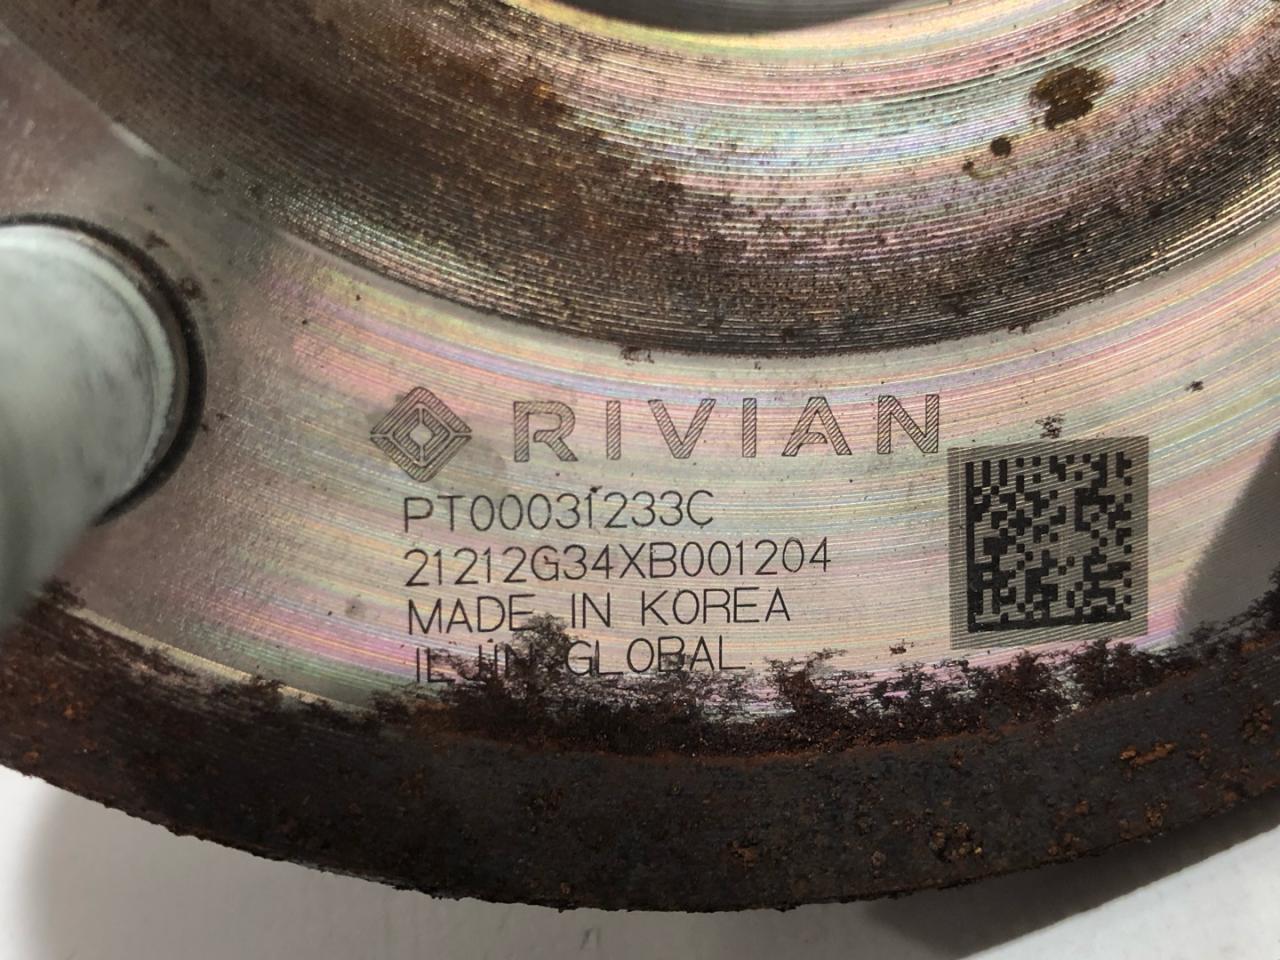 RIVIAN
PT00031233C
21212G34XB001204
MADE IN KOREA
ILJIN GLOBAL